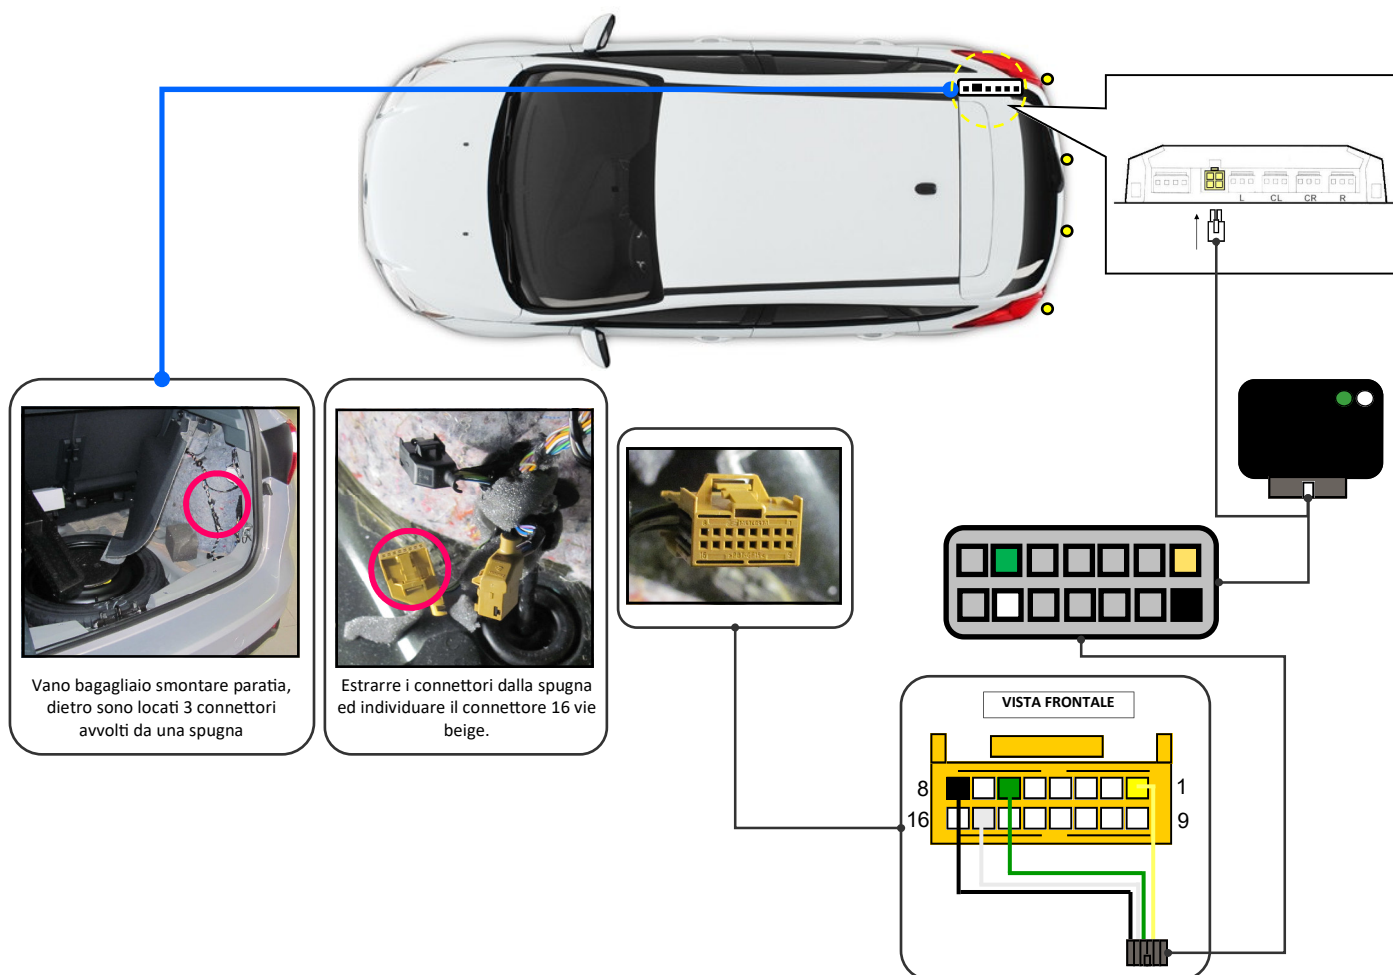 L CL CR R
Vano bagagliaio smontare paratia,
dietro sono locati 3 connettori
avvolti da una spugna
Estrarre i connettori dalla spugna
ed individuare il connettore 16 vie
beige.
VISTA FRONTALE
8 1
16 9